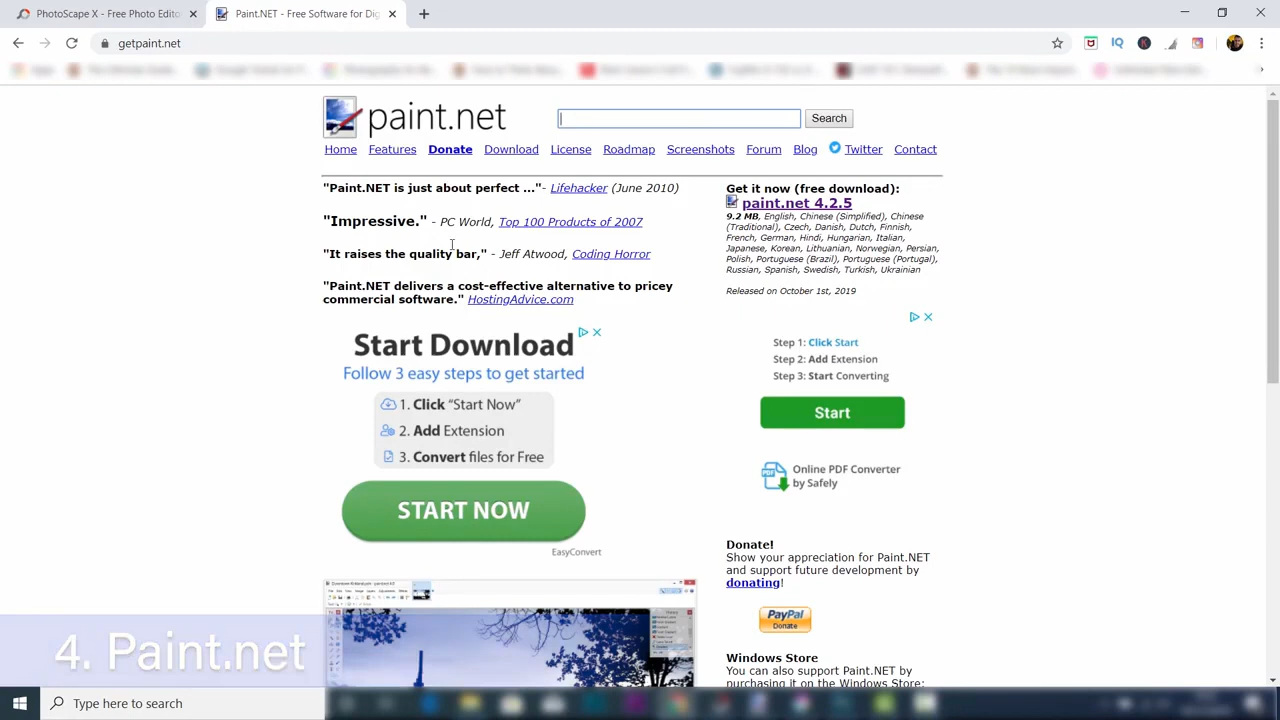 PhotoScape X - Free Photo Editor
Paint.NET - Free Software for Dig
getpaint.net
paint.net
Search
Home Features Donate Download License Roadmap Screenshots Forum Blog Twitter Contact
"Paint.NET is just about perfect ..."- Lifehacker (June 2010)
"Impressive." - PC World, Top 100 Products of 2007
"It raises the quality bar," - Jeff Atwood, Coding Horror
"Paint.NET delivers a cost-effective alternative to pricey
commercial software." HostingAdvice.com
Get it now (free download):
paint.net 4.2.5
9.2 MB, English, Chinese (Simplified), Chinese
(Traditional), Czech, Danish, Dutch, Finnish,
French, German, Hindi, Hungarian, Italian,
Japanese, Korean, Lithuanian, Norwegian, Persian,
Polish, Portuguese (Brazil), Portuguese (Portugal),
Russian, Spanish, Swedish, Turkish, Ukrainian
Released on October 1st, 2019
Start Download
Follow 3 easy steps to get started
1. Click "Start Now"
2. Add Extension
3. Convert files for Free
START NOW
EasyConvert
Step 1: Click Start
Step 2: Add Extension
Step 3: Start Converting
Start
PDF
Online PDF Converter
by Safely
Donate!
Show your appreciation for Paint.NET
and support future development by
donating!
PayPal
Donate
Windows Store
You can also support Paint.NET by
purchasing it on the Windows Store:
4. Paint.net
Type here to search